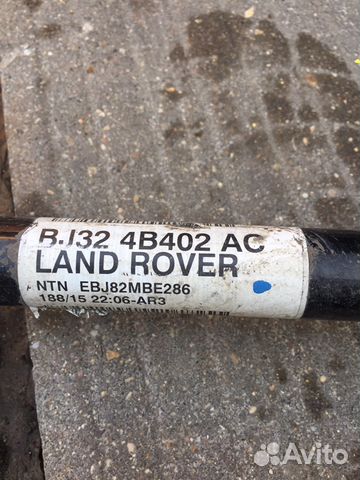 BJ32 4B402 AC
LAND ROVER
NTN EBJ82MBE286
188/15 22:06-AR3
Avito